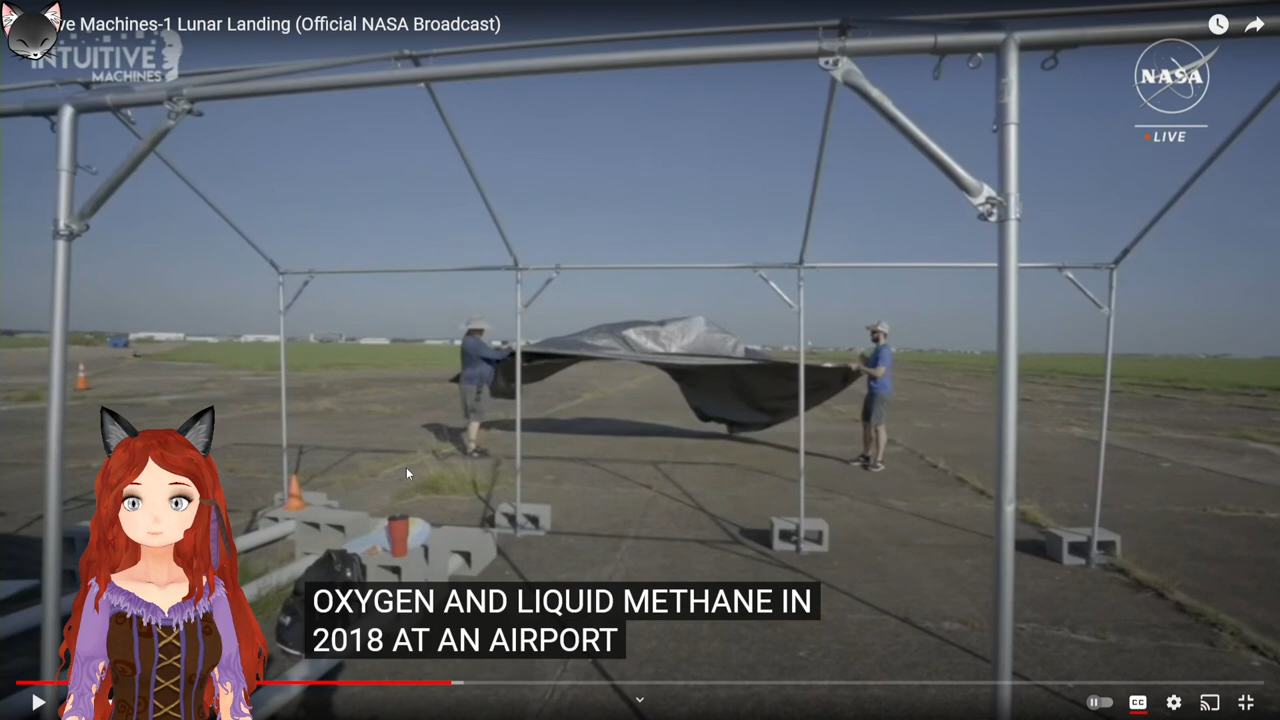 ve Machines-1 Lunar Landing (Official NASA Broadcast)
INTUITIVE
MACHINES
NASA
LIVE
OXYGEN AND LIQUID METHANE IN
2018 AT AN AIRPORT
CC